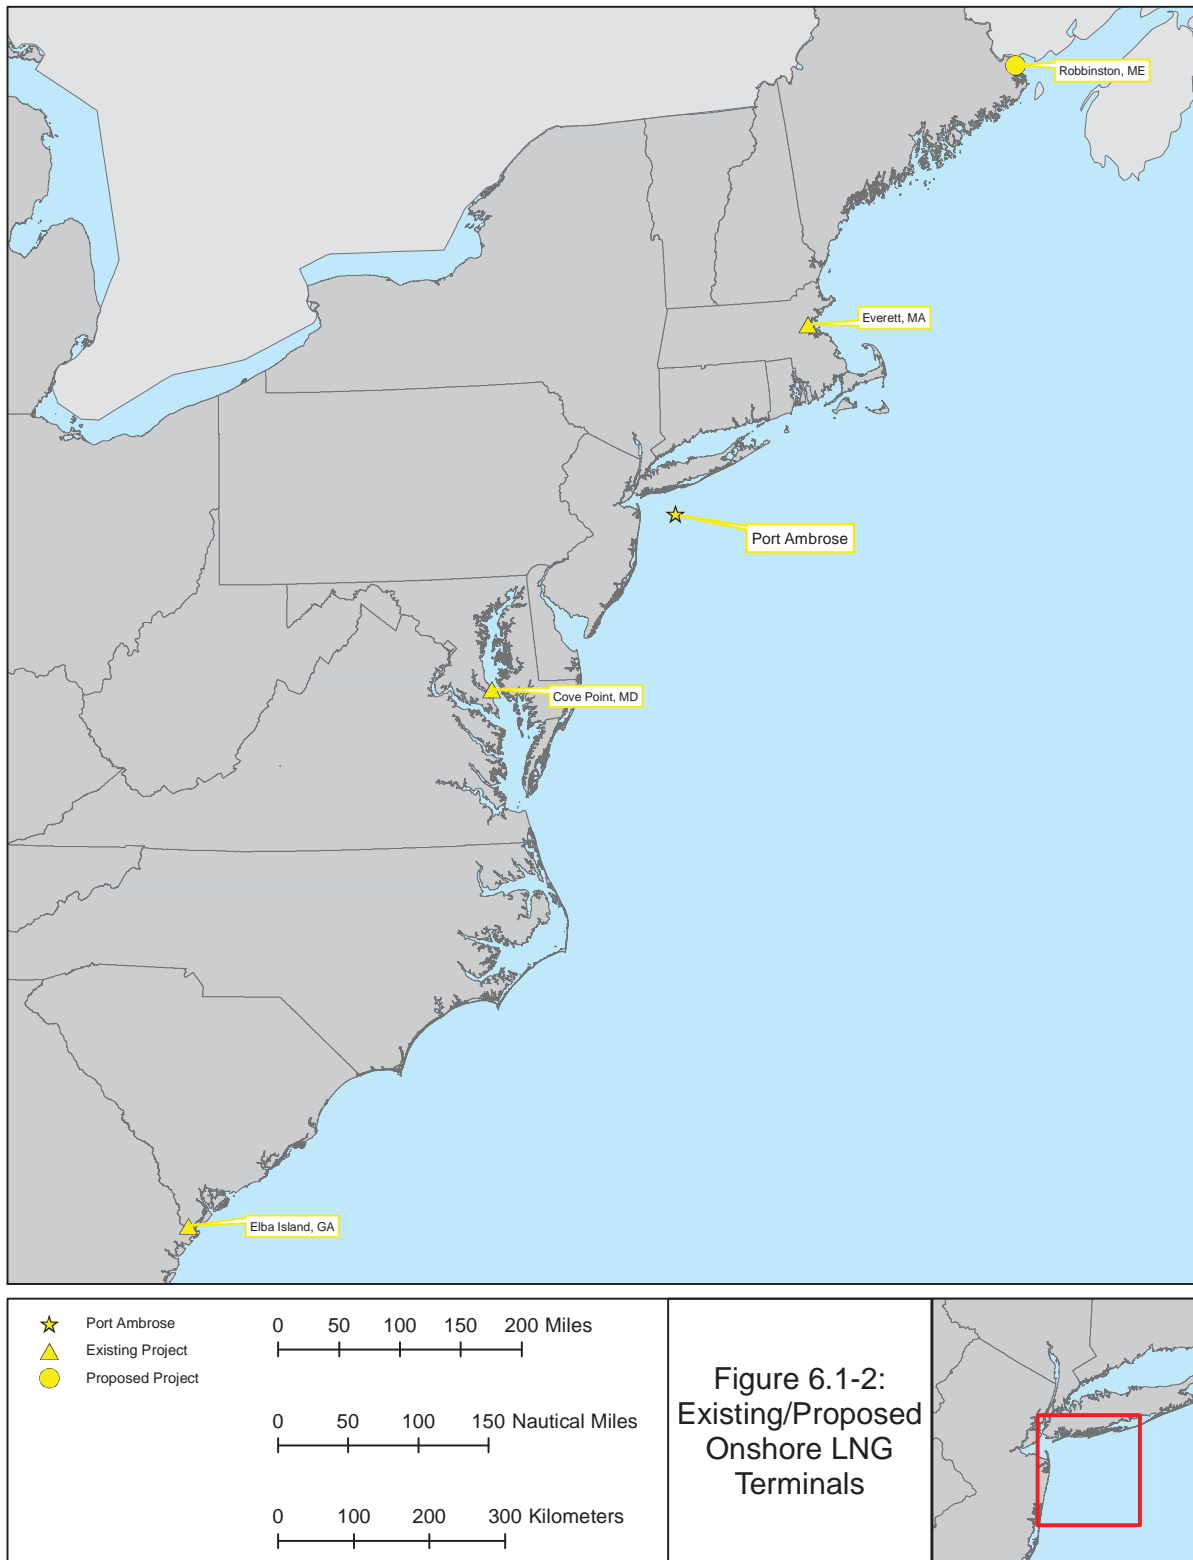 Robbinston, ME
Everett, MA
Port Ambrose
Cove Point, MD
Elba Island, GA
Port Ambrose
Existing Project
Proposed Project
0 50 100 150 200 Miles
0 50 100 150 Nautical Miles
0 100 200 300 Kilometers
Figure 6.1-2:
Existing/Proposed
Onshore LNG
Terminals